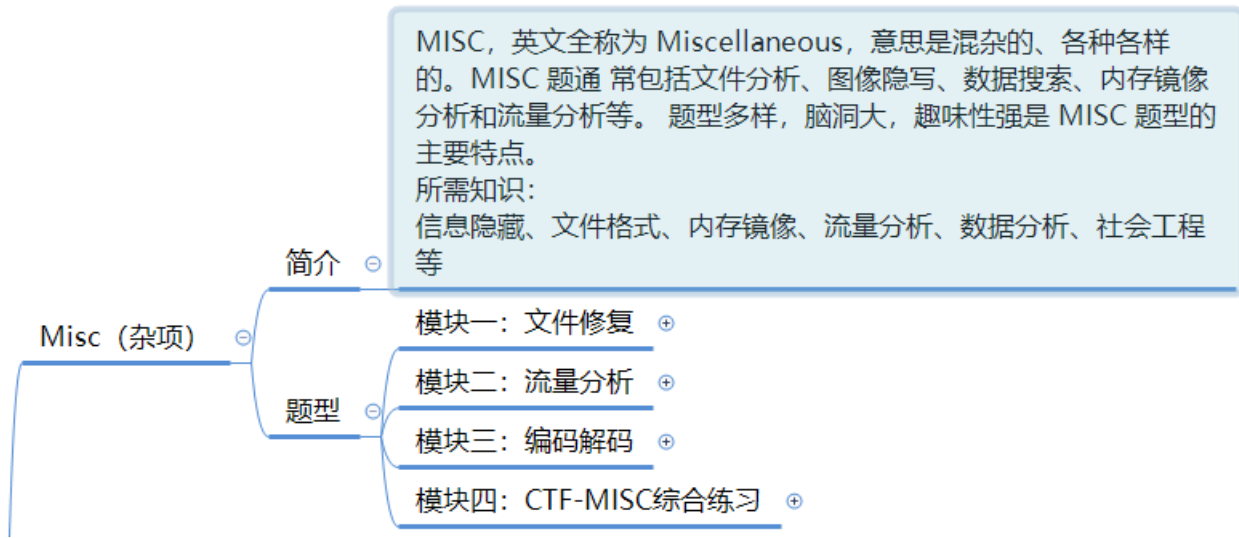 MISC，英文全称为 Miscellaneous，意思是混杂的、各种各样
的。MISC 题通 常包括文件分析、图像隐写、数据搜索、内存镜像
分析和流量分析等。 题型多样，脑洞大，趣味性强是 MISC 题型的
主要特点。
所需知识：
信息隐藏、文件格式、内存镜像、流量分析、数据分析、社会工程
等
简介
Misc（杂项）
题型
模块一：文件修复
模块二：流量分析
模块三：编码解码
模块四：CTF-MISC综合练习